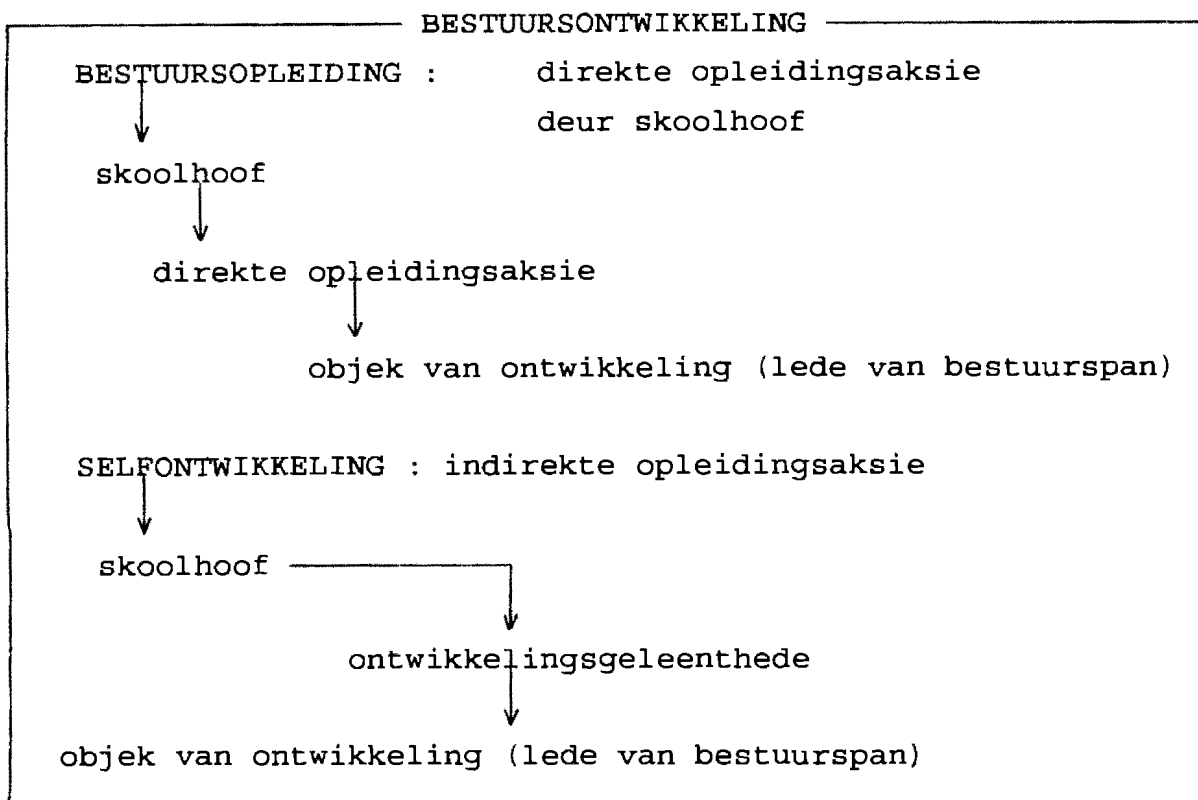 BESTUURSONTWIKKELING
BESTUURSOPLEIDING : direkte opleidingsaksie
deur skoolhoof
skoolhoof
direkte opleidingsaksie
objek van ontwikkeling (lede van bestuurspan)
SELFONTWIKKELING : indirekte opleidingsaksie
skoolhoof
ontwikkelingsgeleenthede
objek van ontwikkeling (lede van bestuurspan)